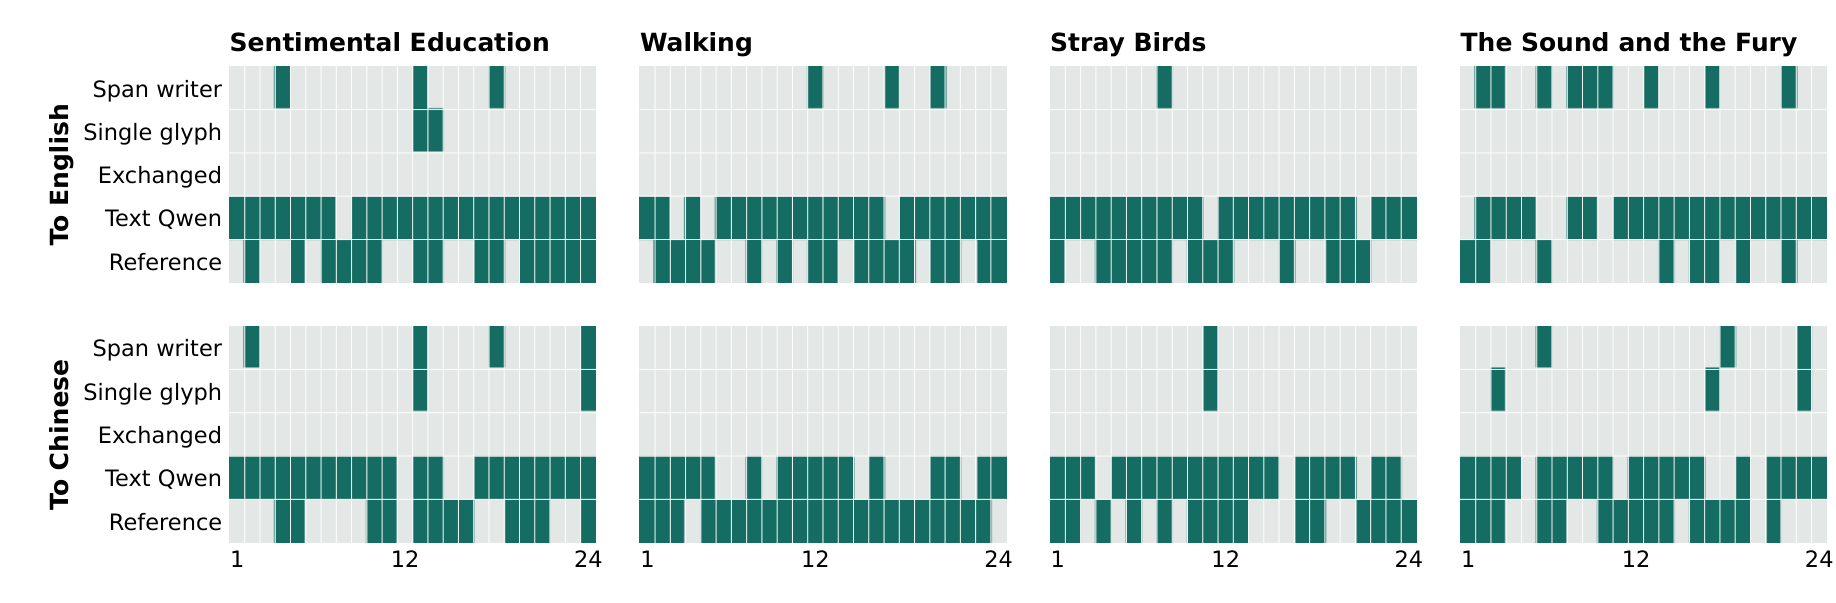 Sentimental Education
Walking
Stray Birds
The Sound and the Fury
To English
Span writer
Single glyph
Exchanged
Text Qwen
Reference
To Chinese
Span writer
Single glyph
Exchanged
Text Qwen
Reference
1 12 24
1 12 24
1 12 24
1 12 24